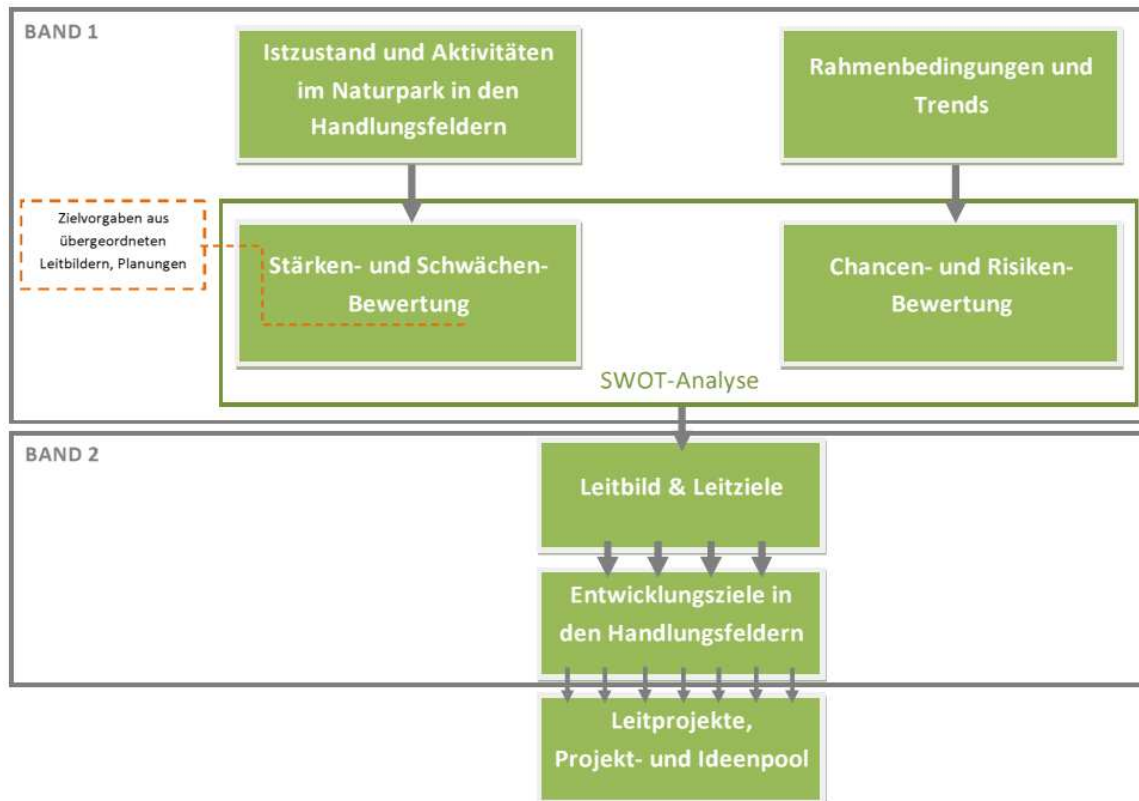 BAND 1
Istzustand und Aktivitäten
im Naturpark in den
Handlungsfeldern
Rahmenbedingungen und
Trends
Zielvorgaben aus
übergeordneten
Leitbildern, Planungen
Stärken- und Schwächen-
Bewertung
Chancen- und Risiken-
Bewertung
SWOT-Analyse
BAND 2
Leitbild & Leitziele
Entwicklungsziele in
den Handlungsfeldern
Leitprojekte,
Projekt- und Ideenpool